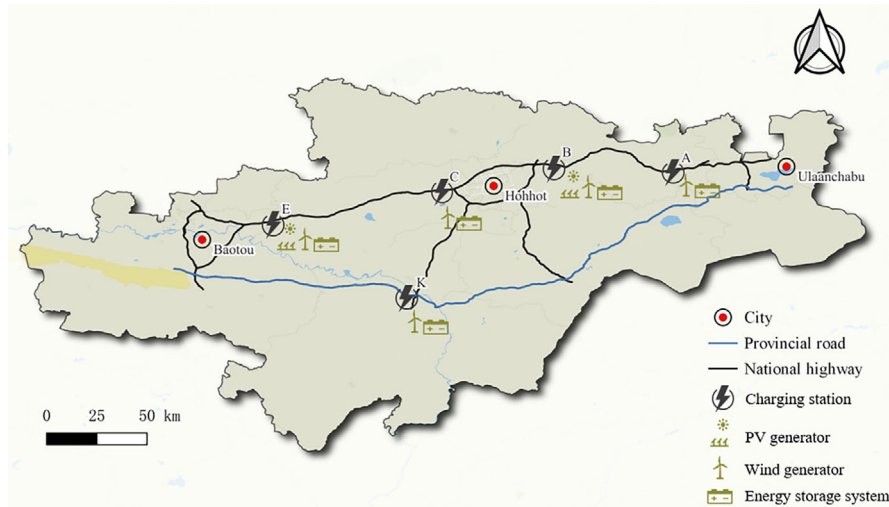 B
A
Ulaanchabu
C
Hohhot
E
Baotou
K
City
Provincial road
National highway
Charging station
PV generator
Wind generator
Energy storage system
0 25 50 km